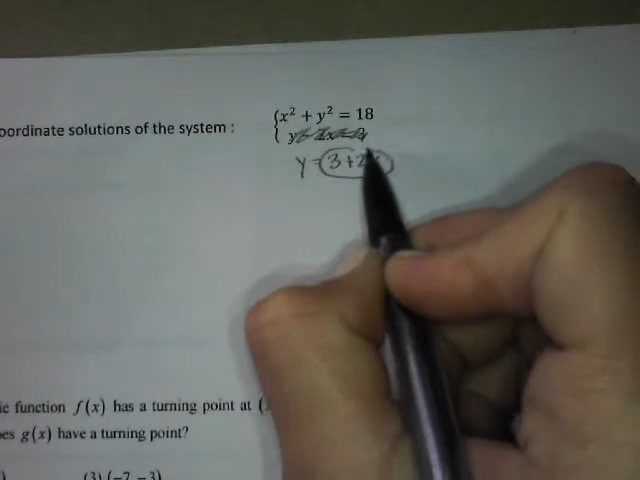 oordinate solutions of the system : { x² + y² = 18
y = 3+2
ic function f(x) has a turning point at (
es g(x) have a turning point?
) (3) (−7, −3)